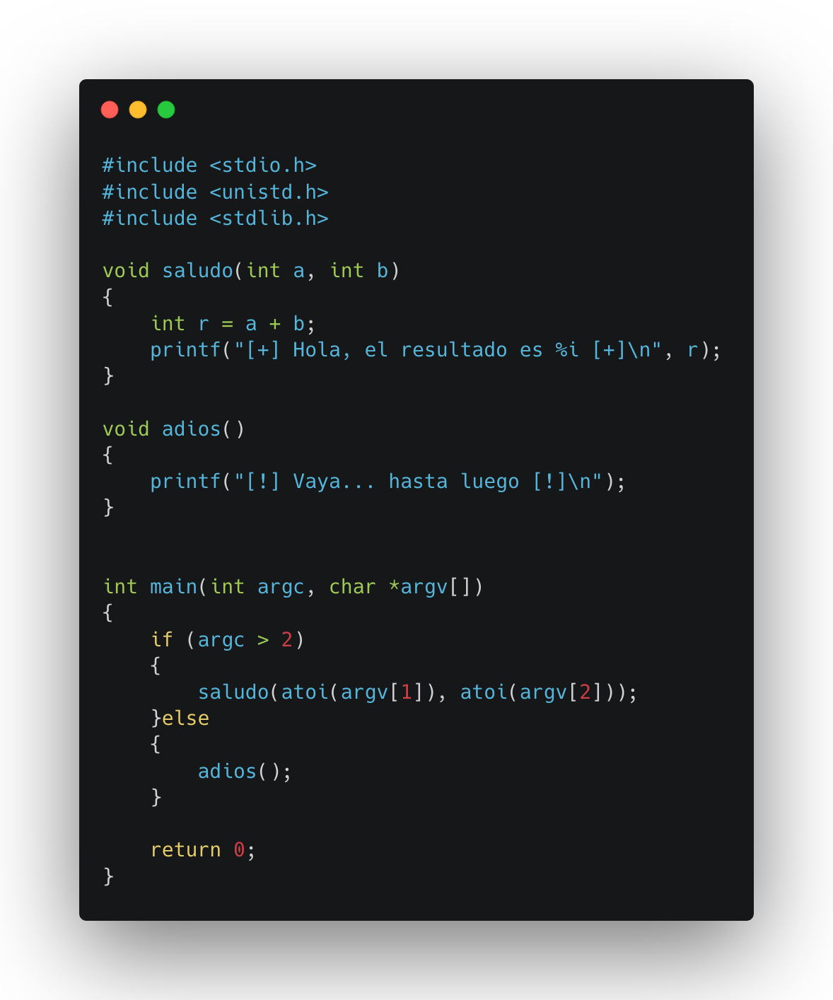 #include <stdio.h>
#include <unistd.h>
#include <stdlib.h>

void saludo(int a, int b)
{
    int r = a + b;
    printf("[+] Hola, el resultado es %i [+]\n", r);
}

void adios()
{
    printf("[!] Vaya... hasta luego [!]\n");
}


int main(int argc, char *argv[])
{
    if (argc > 2)
    {
        saludo(atoi(argv[1]), atoi(argv[2]));
    }else
    {
        adios();
    }

    return 0;
}